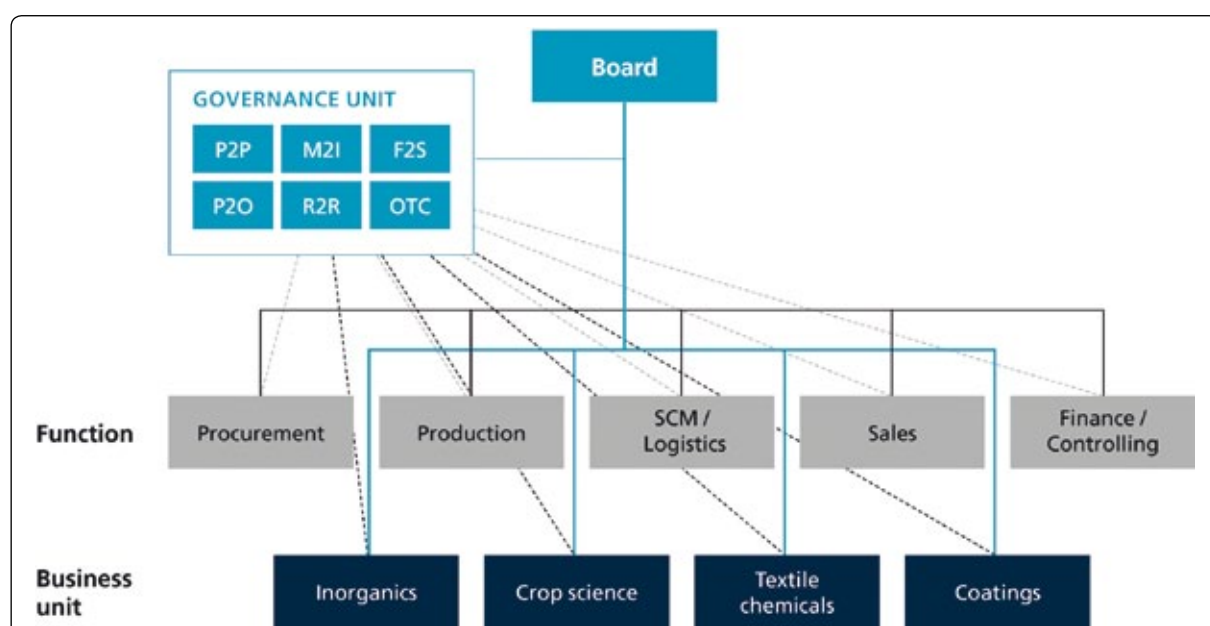 Board
GOVERNANCE UNIT
P2P M2I F2S
P2O R2R OTC
Function
Procurement
Production
SCM /
Logistics
Sales
Finance /
Controlling
Business
unit
Inorganics
Crop science
Textile
chemicals
Coatings